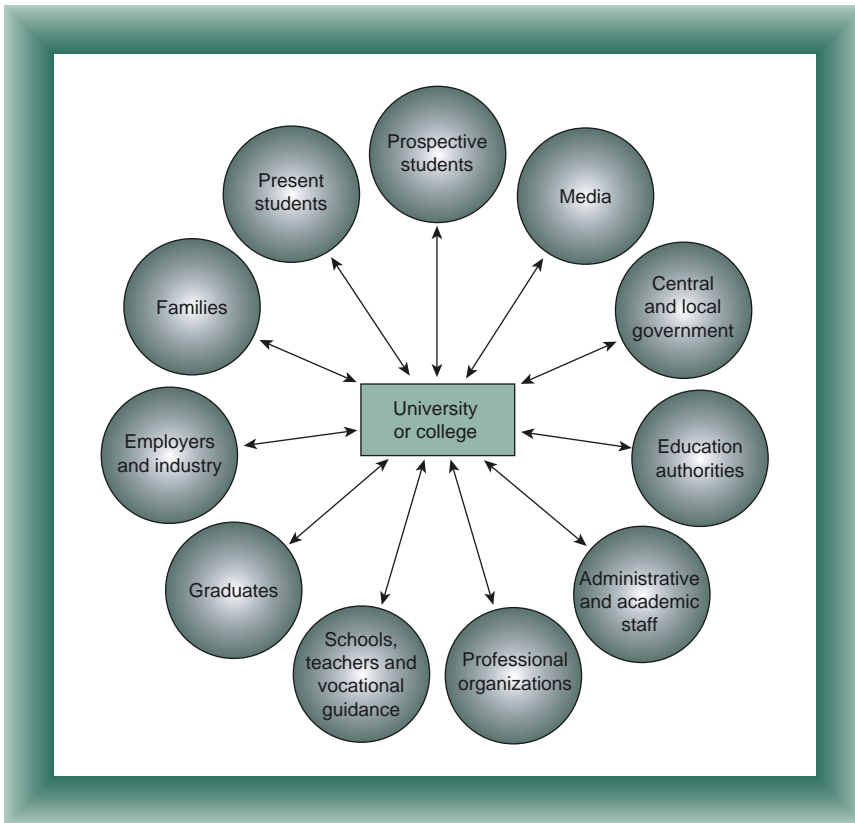 Prospective
students
Media
Present
students
Central
and local
government
Families
University
or college
Employers
and industry
Education
authorities
Graduates
Administrative
and academic
staff
Schools,
teachers and
vocational
guidance
Professional
organizations